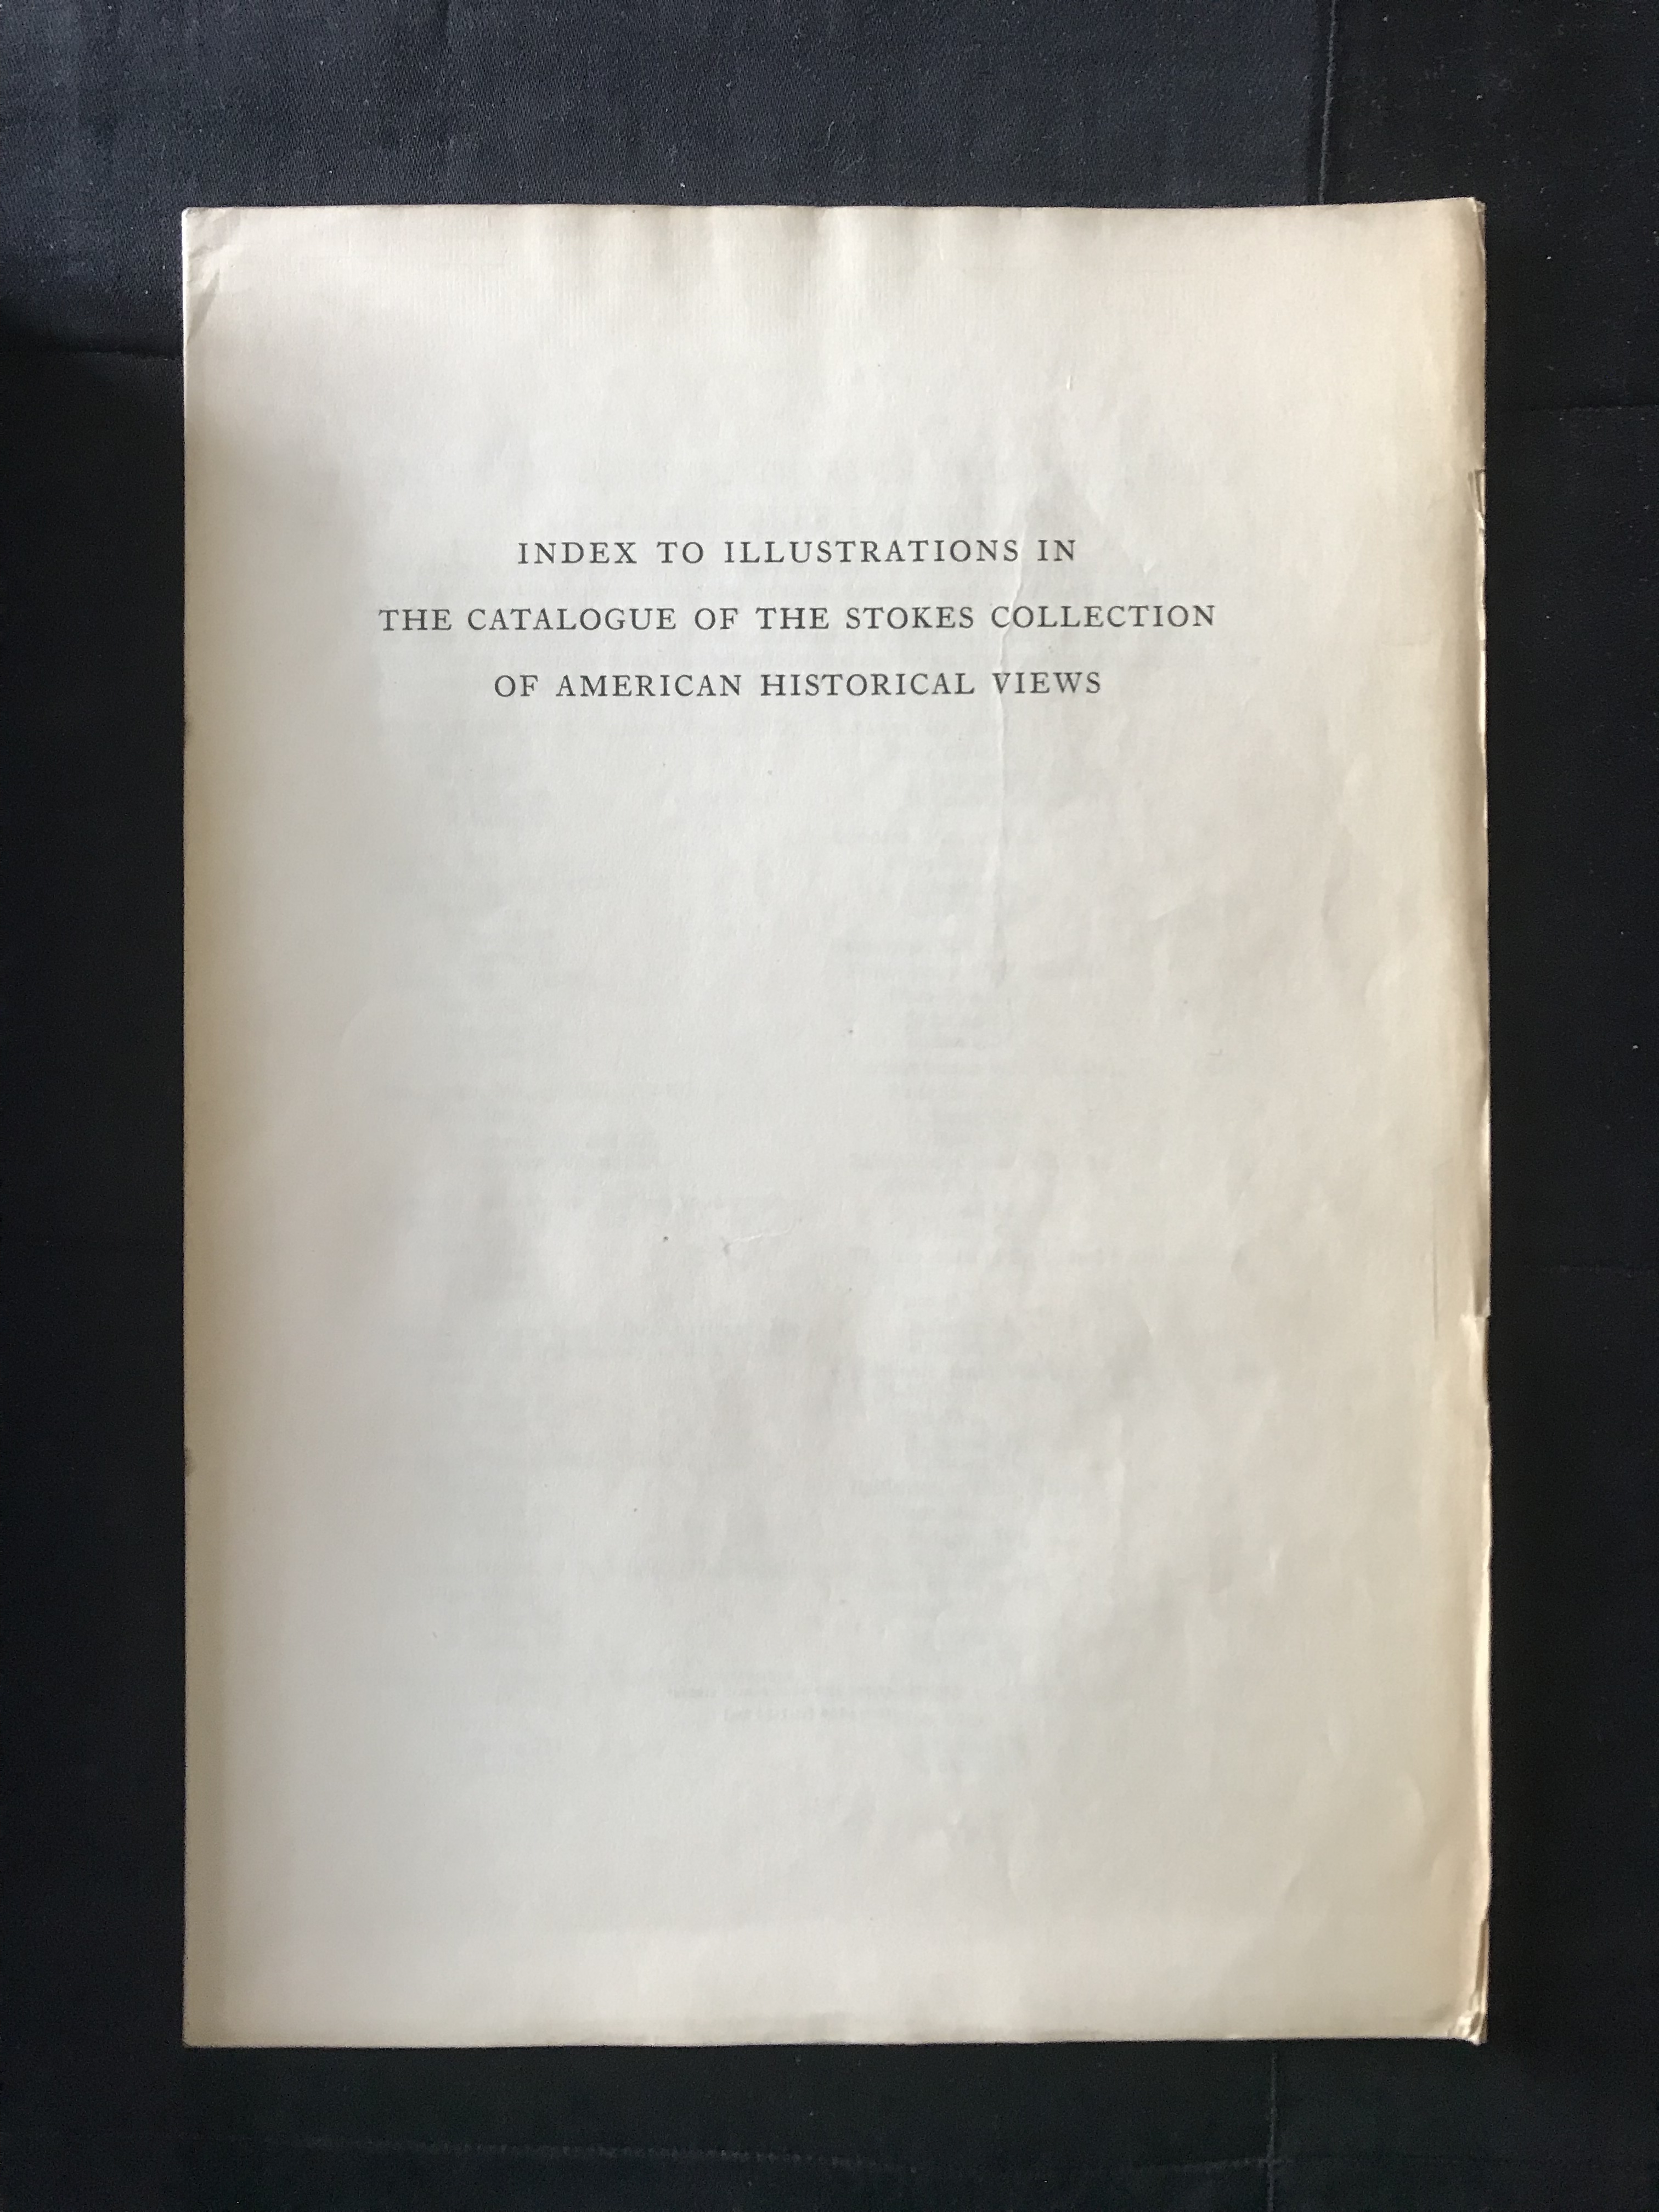 INDEX TO ILLUSTRATIONS IN
THE CATALOGUE OF THE STOKES COLLECTION
OF AMERICAN HISTORICAL VIEWS